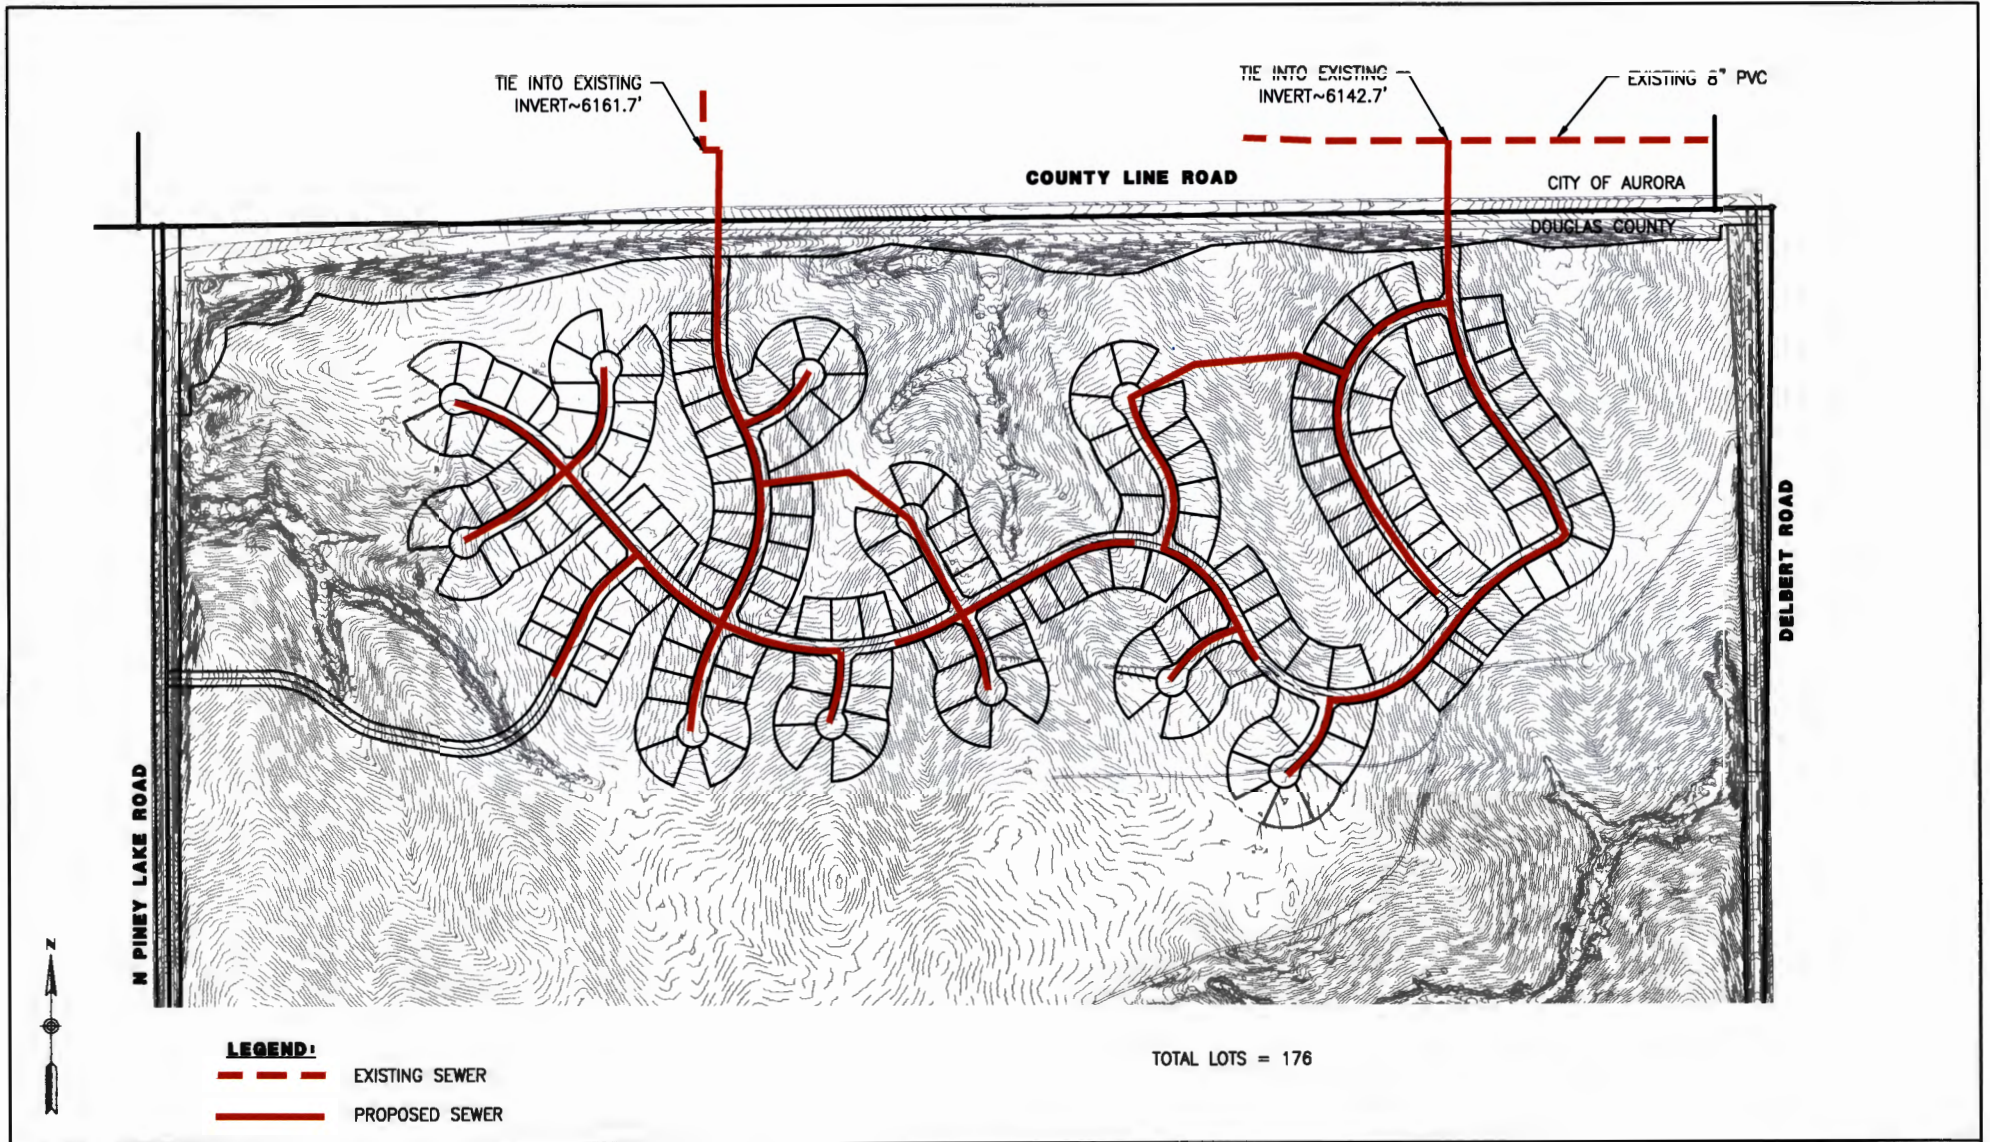 TIE INTO EXISTING
INVERT~6161.7'
TIE INTO EXISTING
INVERT~6142.7'
EXISTING 8" PVC
COUNTY LINE ROAD
CITY OF AURORA
DOUGLAS COUNTY
N PINEY LAKE ROAD
DELBERT ROAD
N
LEGEND:
EXISTING SEWER
PROPOSED SEWER
TOTAL LOTS = 176